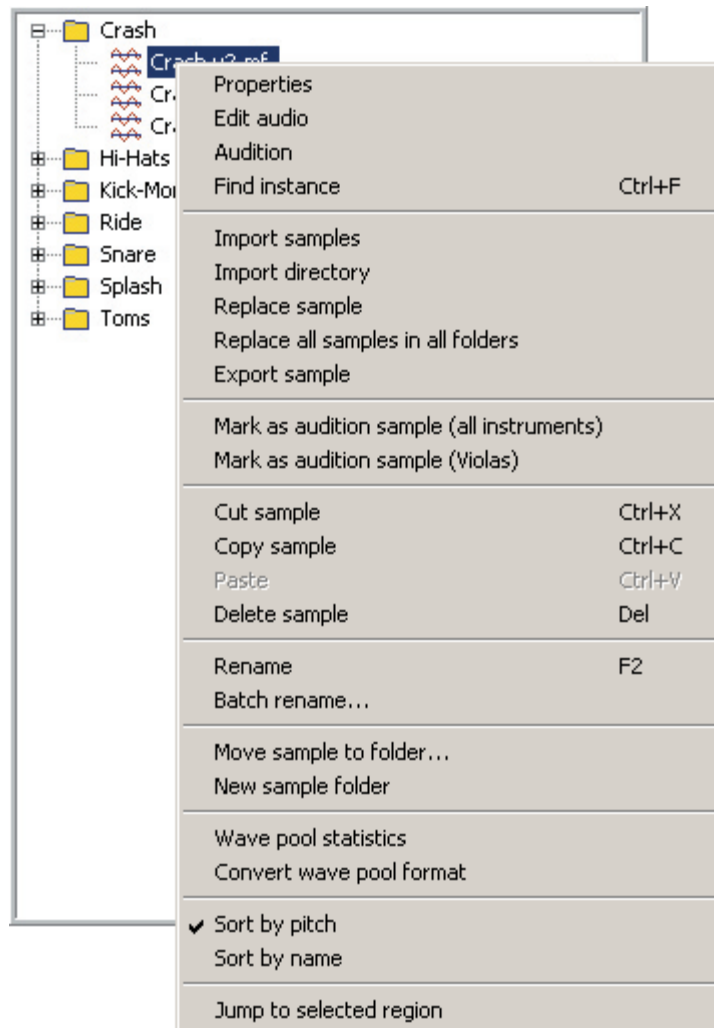 Crash
Properties
Edit audio
Audition
Find instance Ctrl+F
Import samples
Import directory
Replace sample
Replace all samples in all folders
Export sample
Mark as audition sample (all instruments)
Mark as audition sample (Violas)
Cut sample Ctrl+X
Copy sample Ctrl+C
Paste Ctrl+V
Delete sample Del
Rename F2
Batch rename...
Move sample to folder...
New sample folder
Wave pool statistics
Convert wave pool format
Sort by pitch
Sort by name
Jump to selected region
Hi-Hats
Ride
Snare
Splash
Toms